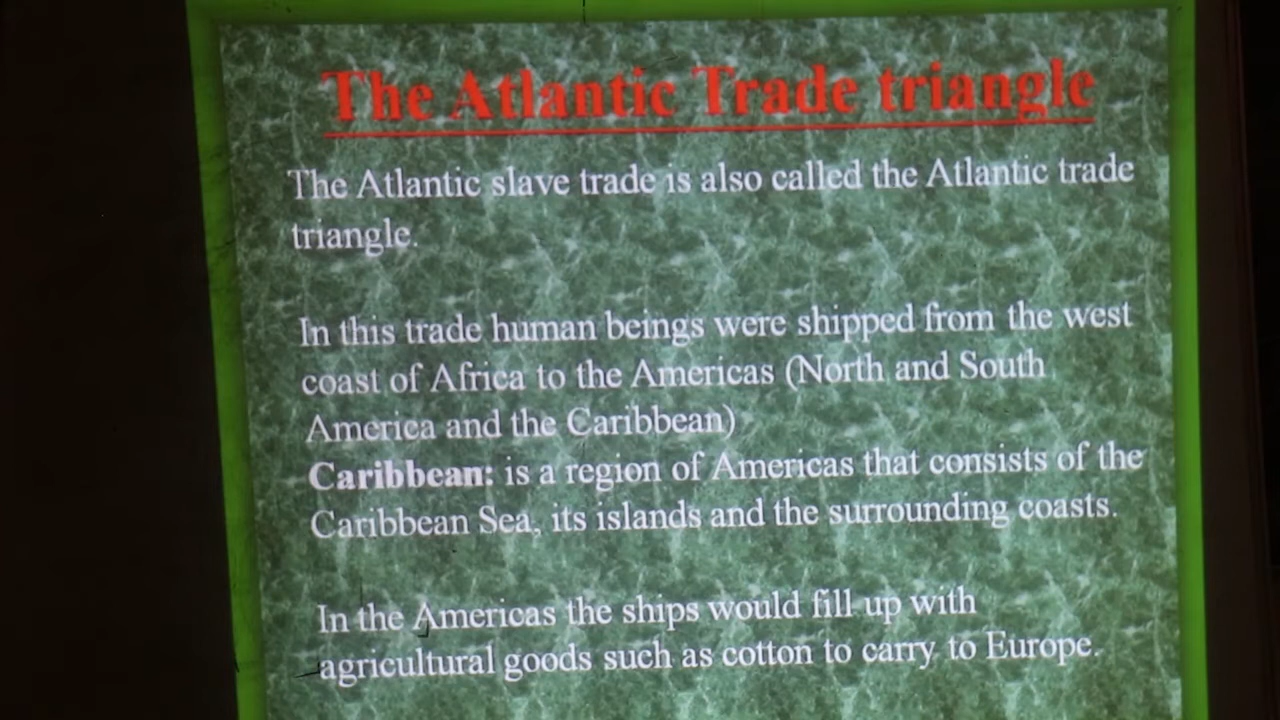 The Atlantic Trade triangle
The Atlantic slave trade is also called the Atlantic trade
triangle.
In this trade human beings were shipped from the west
coast of Africa to the Americas (North and South
America and the Caribbean)
Caribbean: is a region of Americas that consists of the
Caribbean Sea, its islands and the surrounding coasts.
In the Americas the ships would fill up with
agricultural goods such as cotton to carry to Europe.